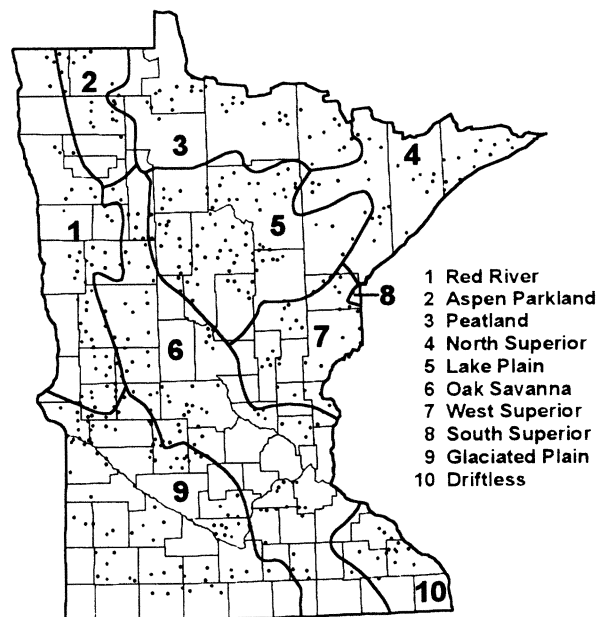 2
3
4
1
5
8
7
6
9
10
1 Red River
2 Aspen Parkland
3 Peatland
4 North Superior
5 Lake Plain
6 Oak Savanna
7 West Superior
8 South Superior
9 Glaciated Plain
10 Driftless